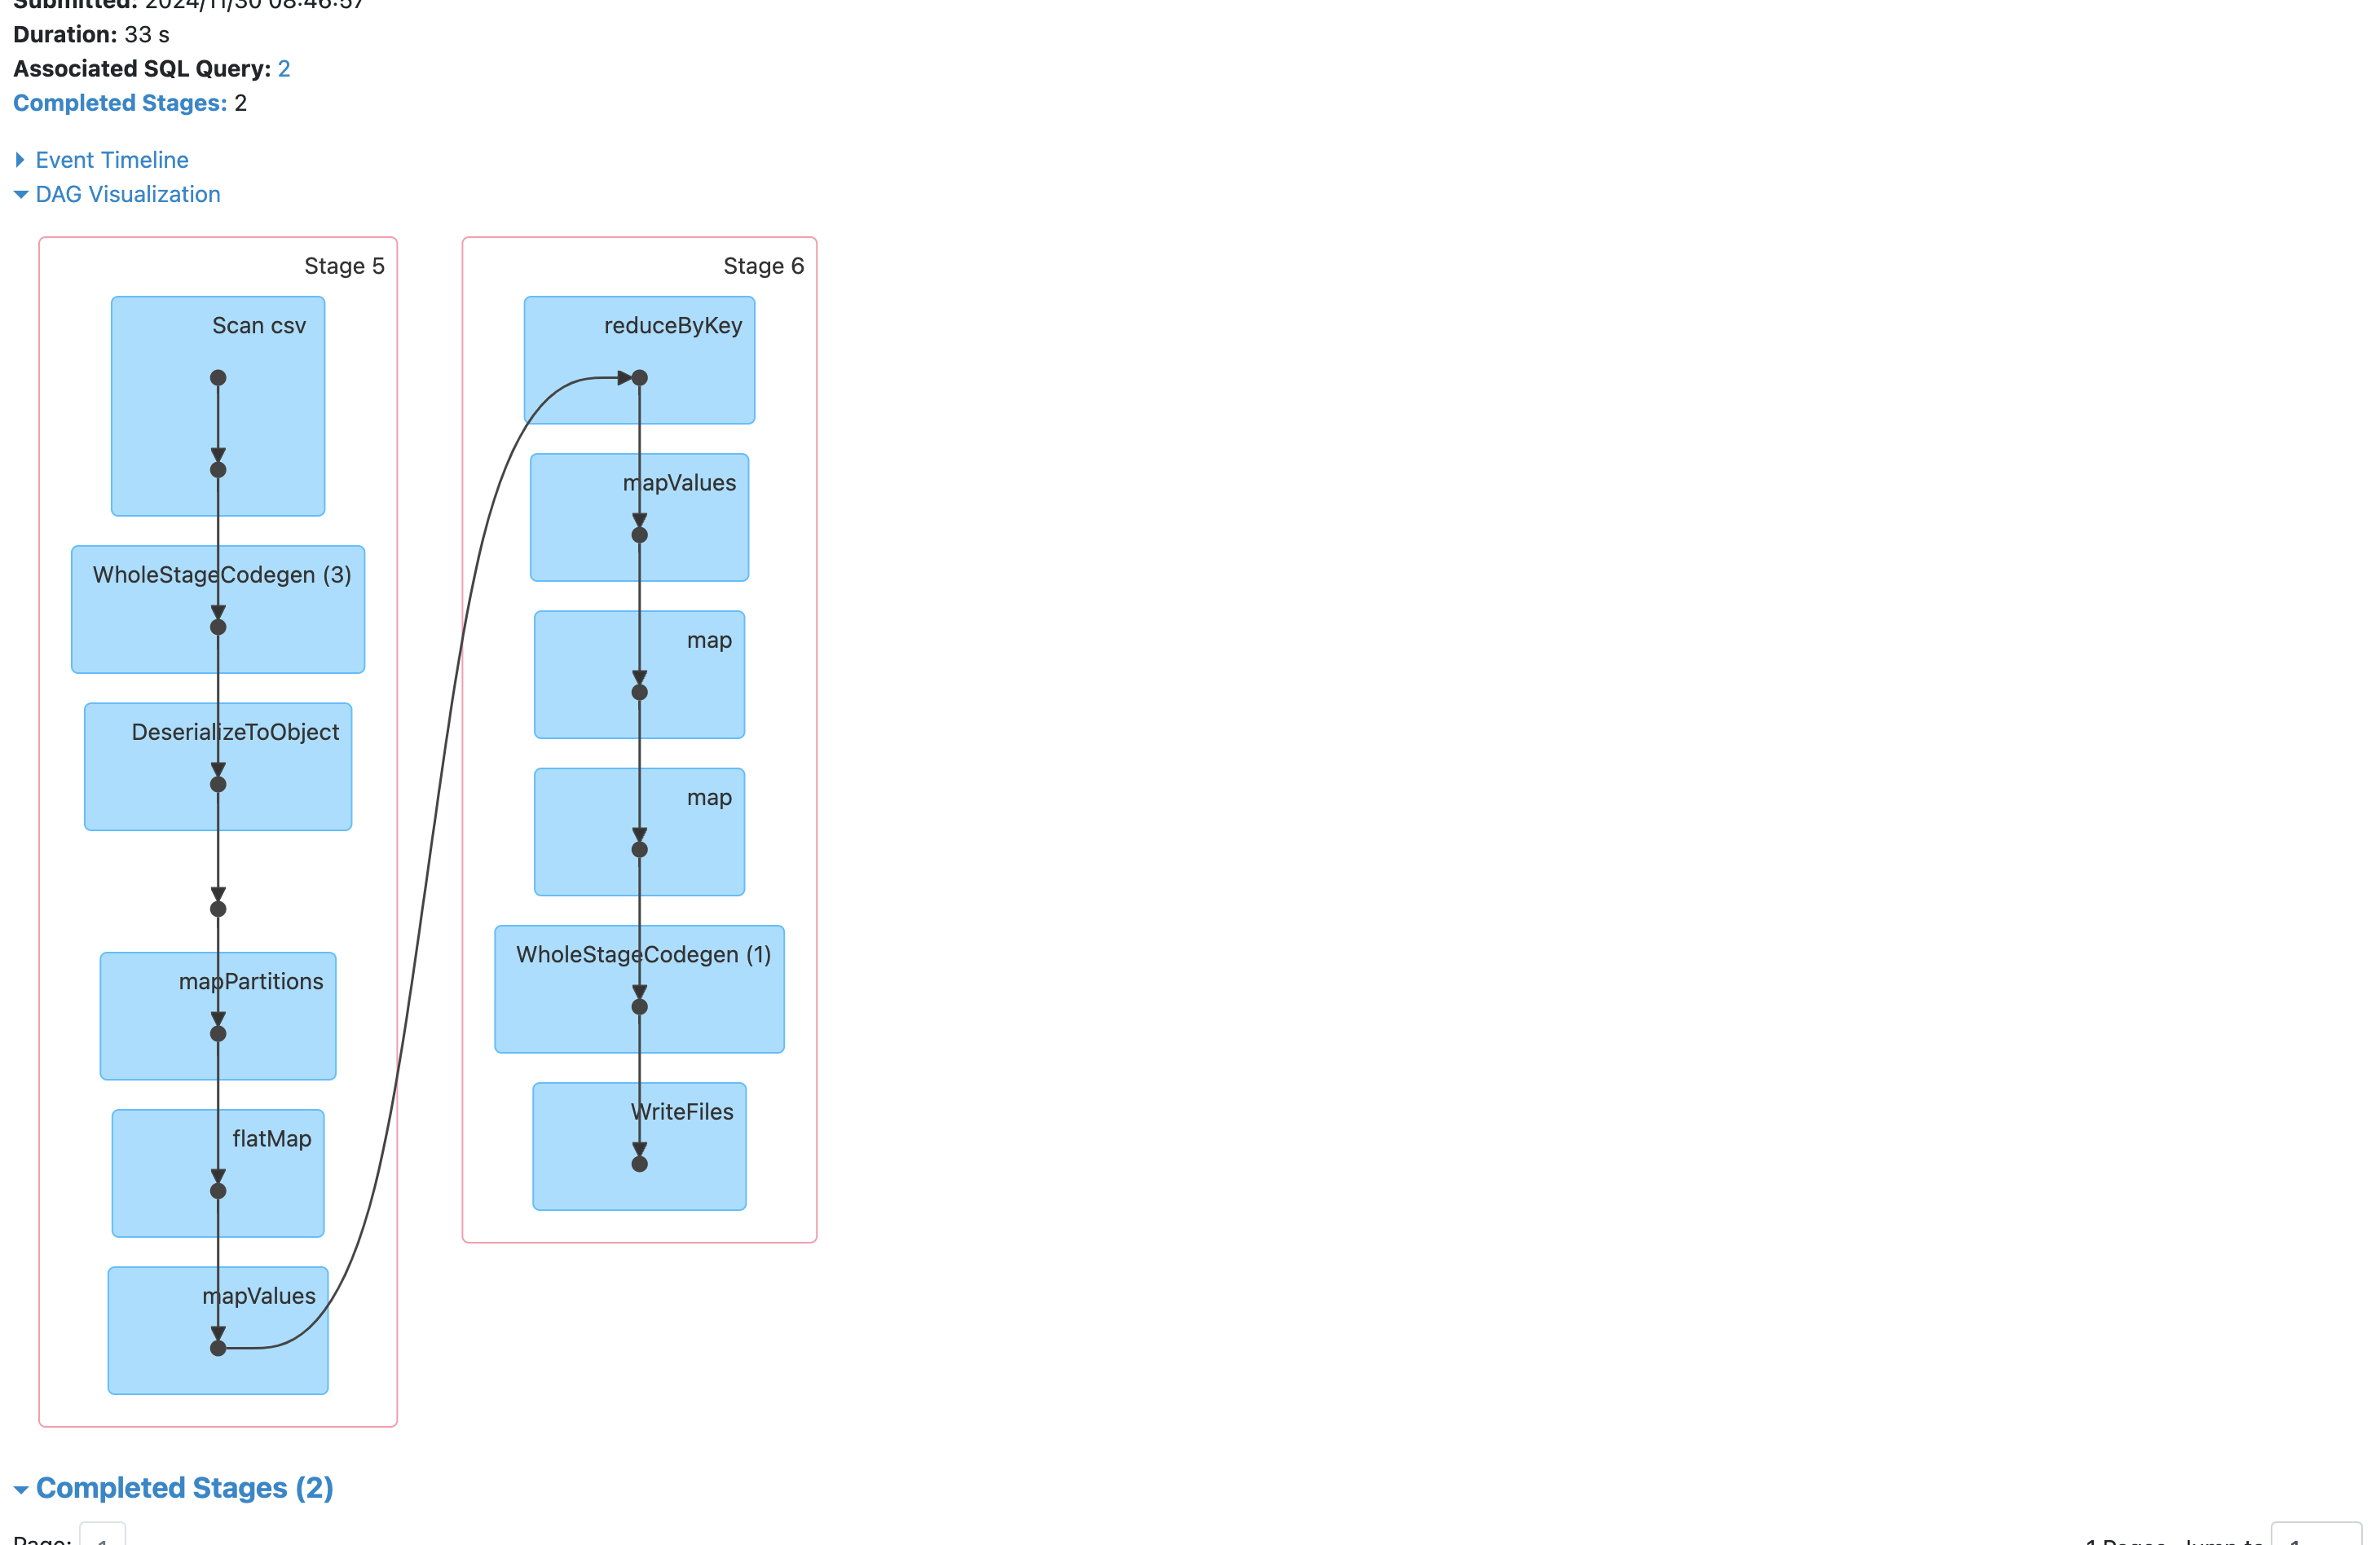 Submitted: 2024/11/30 08:46:57
Duration: 33 s
Associated SQL Query: 2
Completed Stages: 2
Event Timeline
DAG Visualization
Stage 5
Scan csv
WholeStageCodegen (3)
DeserializeToObject
mapPartitions
flatMap
mapValues
Stage 6
reduceByKey
mapValues
map
map
WholeStageCodegen (1)
WriteFiles
Completed Stages (2)
Page: 1
1 Pages. Jump to 1